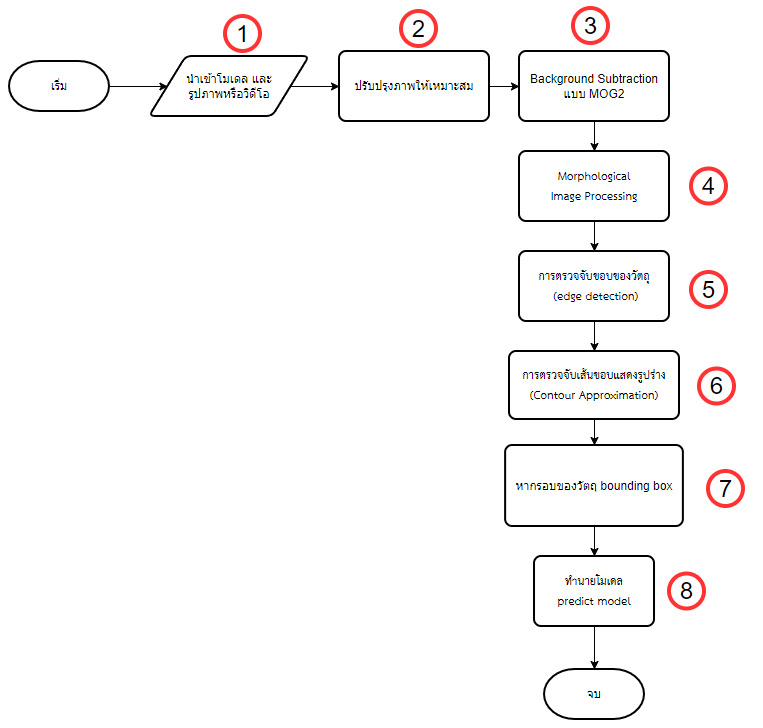 1
2
3
เริ่ม
นำเข้าโมเดล และ
รูปภาพหรือวิดีโอ
ปรับปรุงภาพให้เหมาะสม
Background Subtraction
แบบ MOG2
Morphological
Image Processing
4
การตรวจจับขอบของวัตถุ
(edge detection)
5
การตรวจจับเส้นขอบแสดงรูปร่าง
(Contour Approximation)
6
หากรอบของวัตถุ bounding box
7
ทำนายโมเดล
predict model
8
จบ